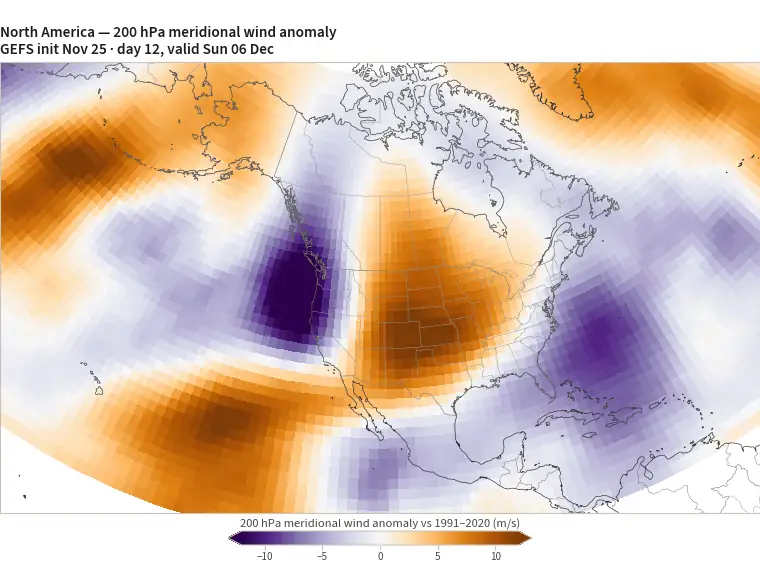 North America — 200 hPa meridional wind anomaly
GEFS init Nov 25 · day 12, valid Sun 06 Dec
200 hPa meridional wind anomaly vs 1991–2020 (m/s)
−10 −5 0 5 10